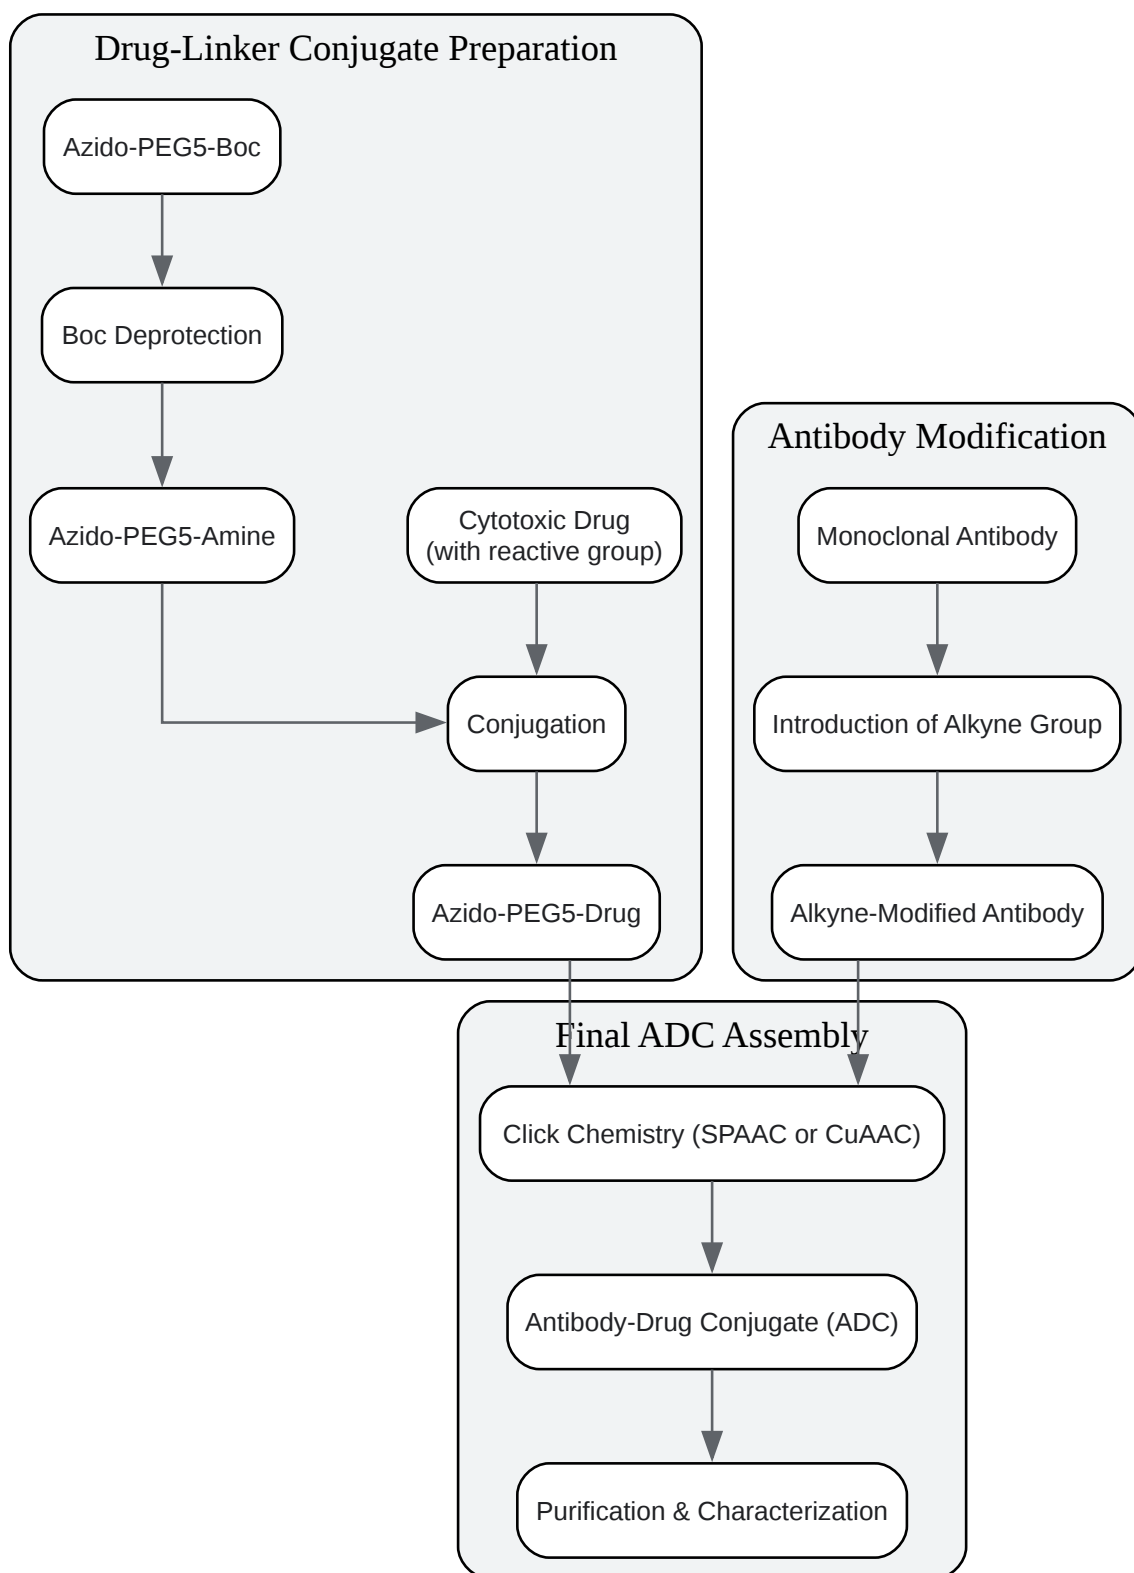 Drug-Linker Conjugate Preparation
Azido-PEG5-Boc
Boc Deprotection
Azido-PEG5-Amine
Cytotoxic Drug
(with reactive group)
Conjugation
Azido-PEG5-Drug
Antibody Modification
Monoclonal Antibody
Introduction of Alkyne Group
Alkyne-Modified Antibody
Final ADC Assembly
Click Chemistry (SPAAC or CuAAC)
Antibody-Drug Conjugate (ADC)
Purification & Characterization